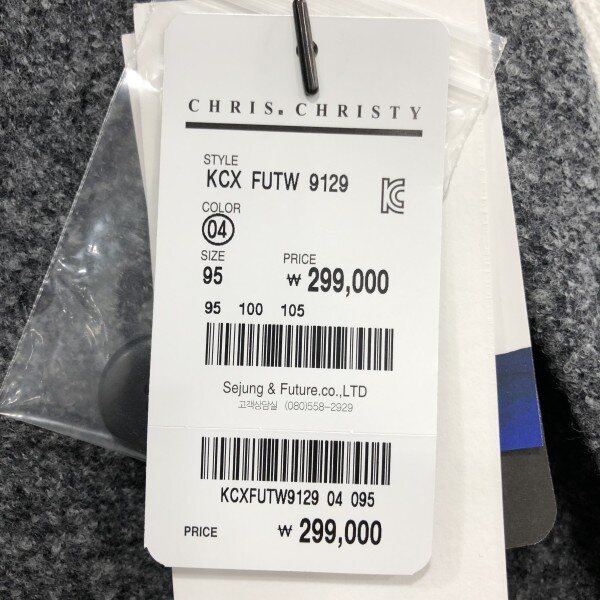 CHRIS. CHRISTY
STYLE
KCX FUTW 9129
COLOR
04
SIZE PRICE
95 ₩ 299,000
95 100 105
Sejung & Future.co.,LTD
고객상담실 (080)558-2929
KCXFUTW9129 04 095
PRICE ₩ 299,000